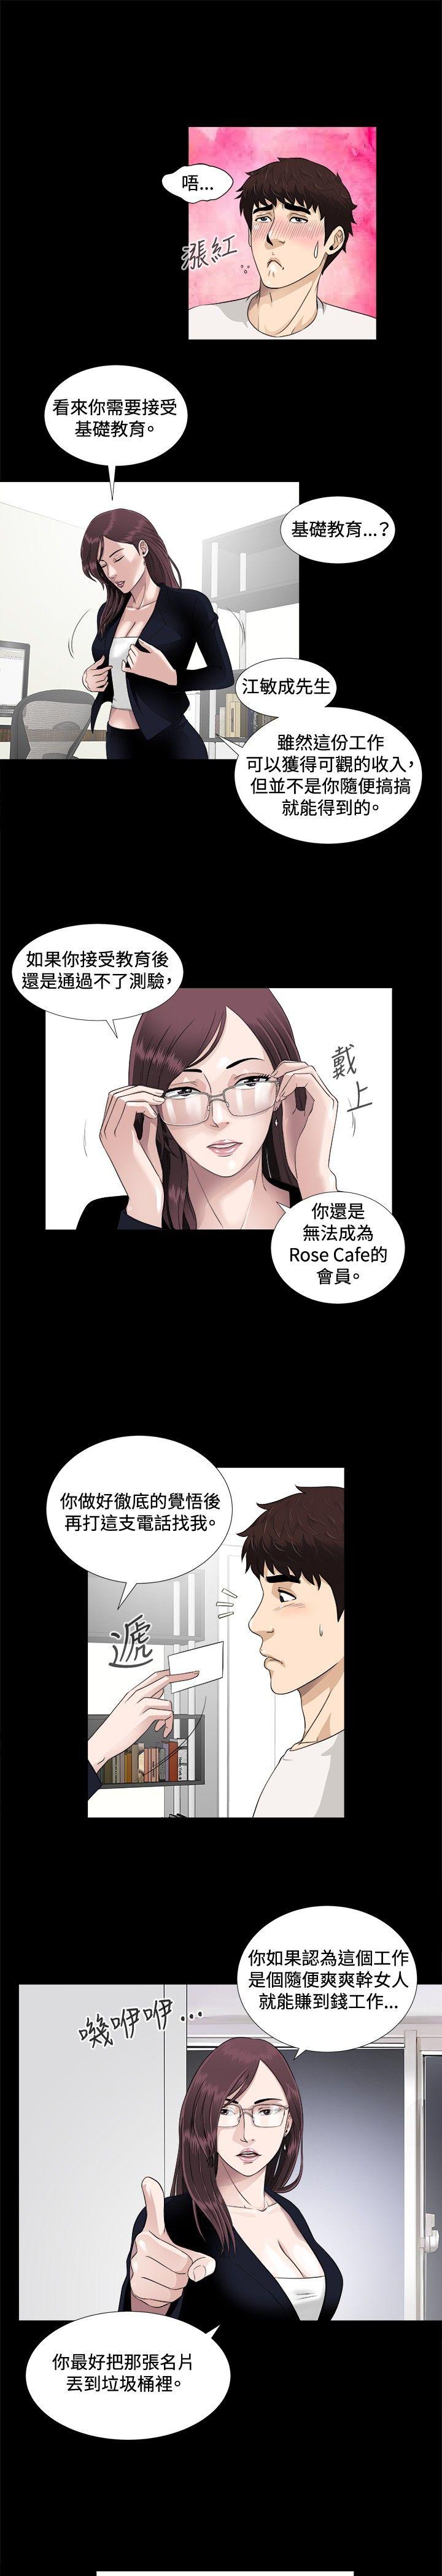 唔...
漲紅
看來你需要接受
基礎教育。
基礎教育...?
江敏成先生
雖然這份工作
可以獲得可觀的收入,
但並不是你隨便搞搞
就能得到的。
如果你接受教育後
還是通過不了測驗,
戴上
你還是
無法成為
Rose Cafe的
會員。
你做好徹底的覺悟後
再打這支電話找我。
遞
你如果認為這個工作
是個隨便爽爽幹女人
就能賺到錢工作...
嘰咿咿...
你最好把那張名片
丟到垃圾桶裡。